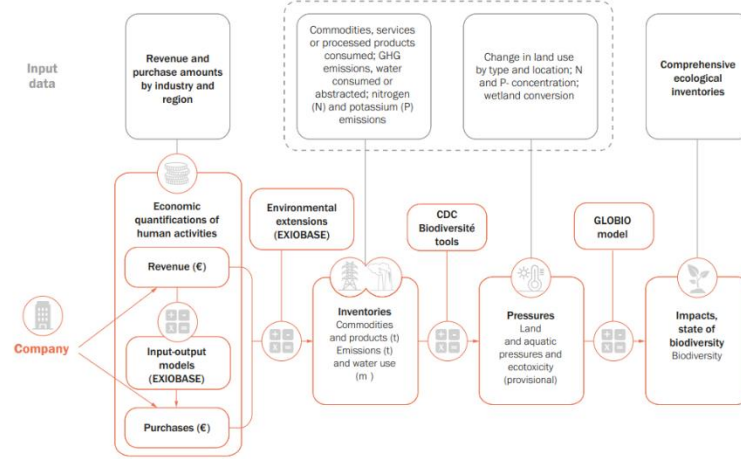 Input
data
Revenue and
purchase amounts
by industry and
region
Commodities, services
or processed products
consumed; GHG
emissions, water
consumed or
abstracted; nitrogen
(N) and potassium (P)
emissions
Change in land use
by type and location; N
and P- concentration;
wetland conversion
Comprehensive
ecological
inventories
Economic
quantifications of
human activities
Revenue (€)
Input-output
models
(EXIOBASE)
Purchases (€)
Company
Environmental
extensions
(EXIOBASE)
Inventories
Commodities
and products (t)
Emissions (t)
and water use
(m )
CDC
Biodiversité
tools
Pressures
Land
and aquatic
pressures and
ecotoxicity
(provisional)
GLOBIO
model
Impacts,
state of
biodiversity
Biodiversity